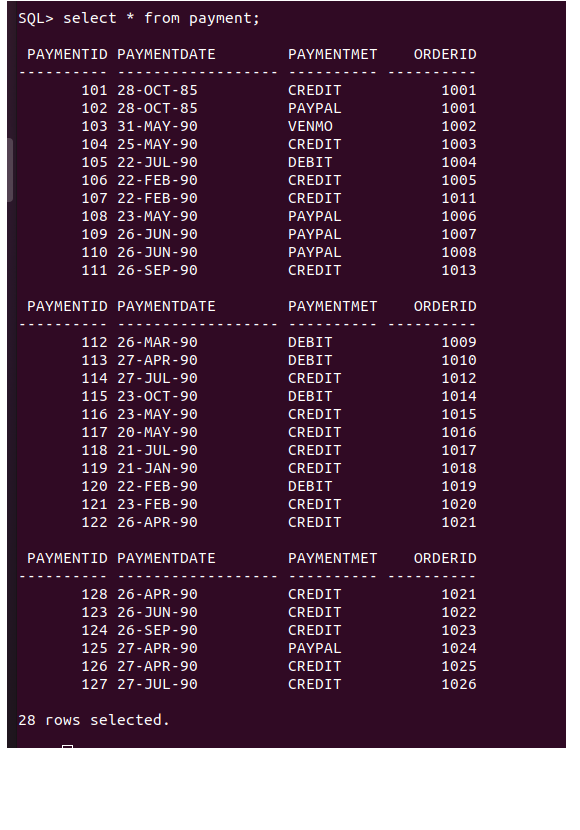 SQL> select * from payment;
PAYMENTID PAYMENTDATE PAYMENTMET ORDERID
---------- ------------------ ---------- ----------
101 28-OCT-85 CREDIT 1001
102 28-OCT-85 PAYPAL 1001
103 31-MAY-90 VENMO 1002
104 25-MAY-90 CREDIT 1003
105 22-JUL-90 DEBIT 1004
106 22-FEB-90 CREDIT 1005
107 22-FEB-90 CREDIT 1011
108 23-MAY-90 PAYPAL 1006
109 26-JUN-90 PAYPAL 1007
110 26-JUN-90 PAYPAL 1008
111 26-SEP-90 CREDIT 1013
PAYMENTID PAYMENTDATE PAYMENTMET ORDERID
---------- ------------------ ---------- ----------
112 26-MAR-90 DEBIT 1009
113 27-APR-90 DEBIT 1010
114 27-JUL-90 CREDIT 1012
115 23-OCT-90 DEBIT 1014
116 23-MAY-90 CREDIT 1015
117 20-MAY-90 CREDIT 1016
118 21-JUL-90 CREDIT 1017
119 21-JAN-90 CREDIT 1018
120 22-FEB-90 DEBIT 1019
121 23-FEB-90 CREDIT 1020
122 26-APR-90 CREDIT 1021
PAYMENTID PAYMENTDATE PAYMENTMET ORDERID
---------- ------------------ ---------- ----------
128 26-APR-90 CREDIT 1021
123 26-JUN-90 CREDIT 1022
124 26-SEP-90 CREDIT 1023
125 27-APR-90 PAYPAL 1024
126 27-APR-90 CREDIT 1025
127 27-JUL-90 CREDIT 1026
28 rows selected.